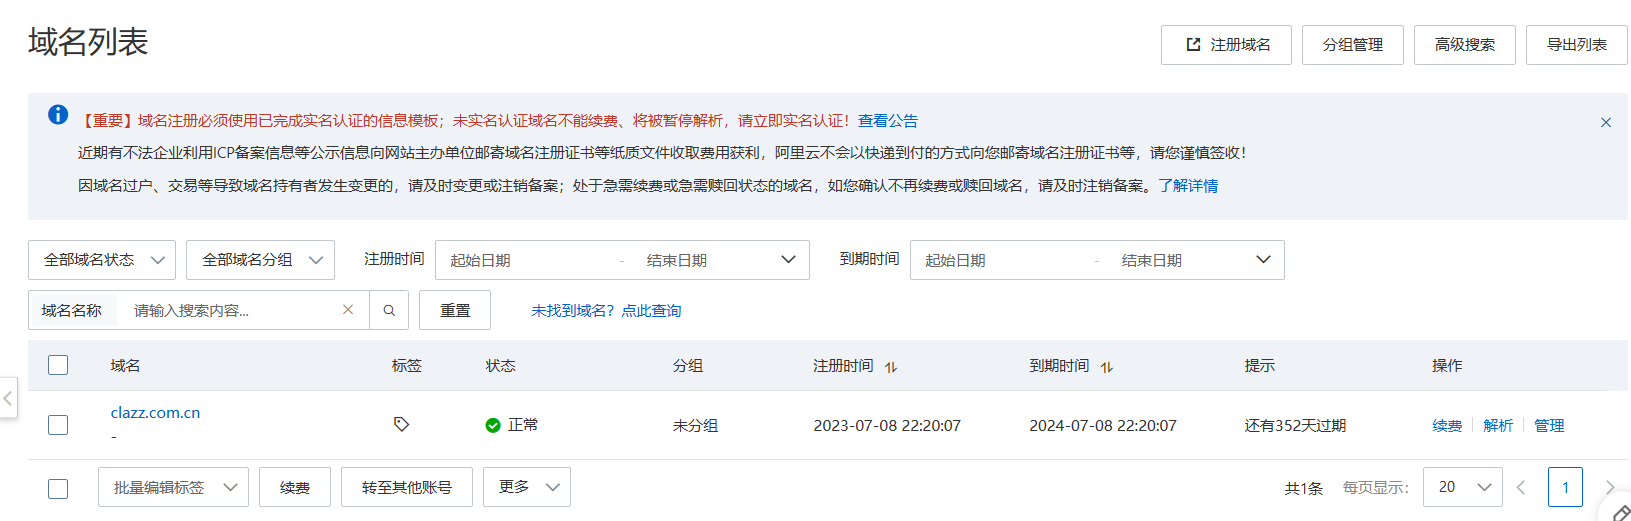 域名列表
注册域名 分组管理 高级搜索 导出列表
【重要】域名注册必须使用已完成实名认证的信息模板；未实名认证域名不能续费、将被暂停解析，请立即实名认证！查看公告
近期有不法企业利用ICP备案信息等公示信息向网站主办单位邮寄域名注册证书等纸质文件收取费用获利，阿里云不会以快递到付的方式向您邮寄域名注册证书等，请您谨慎签收！
因域名过户、交易等导致域名持有者发生变更的，请及时变更或注销备案；处于急需续费或急需赎回状态的域名，如您确认不再续费或赎回域名，请及时注销备案。了解详情
全部域名状态 全部域名分组 注册时间 起始日期 - 结束日期 到期时间 起始日期 - 结束日期
域名名称 请输入搜索内容... 重置 未找到域名？点此查询
域名 标签 状态 分组 注册时间 到期时间 提示 操作
clazz.com.cn 正常 未分组 2023-07-08 22:20:07 2024-07-08 22:20:07 还有352天过期 续费 解析 管理
-
批量编辑标签 续费 转至其他账号 更多 共1条 每页显示： 20 1